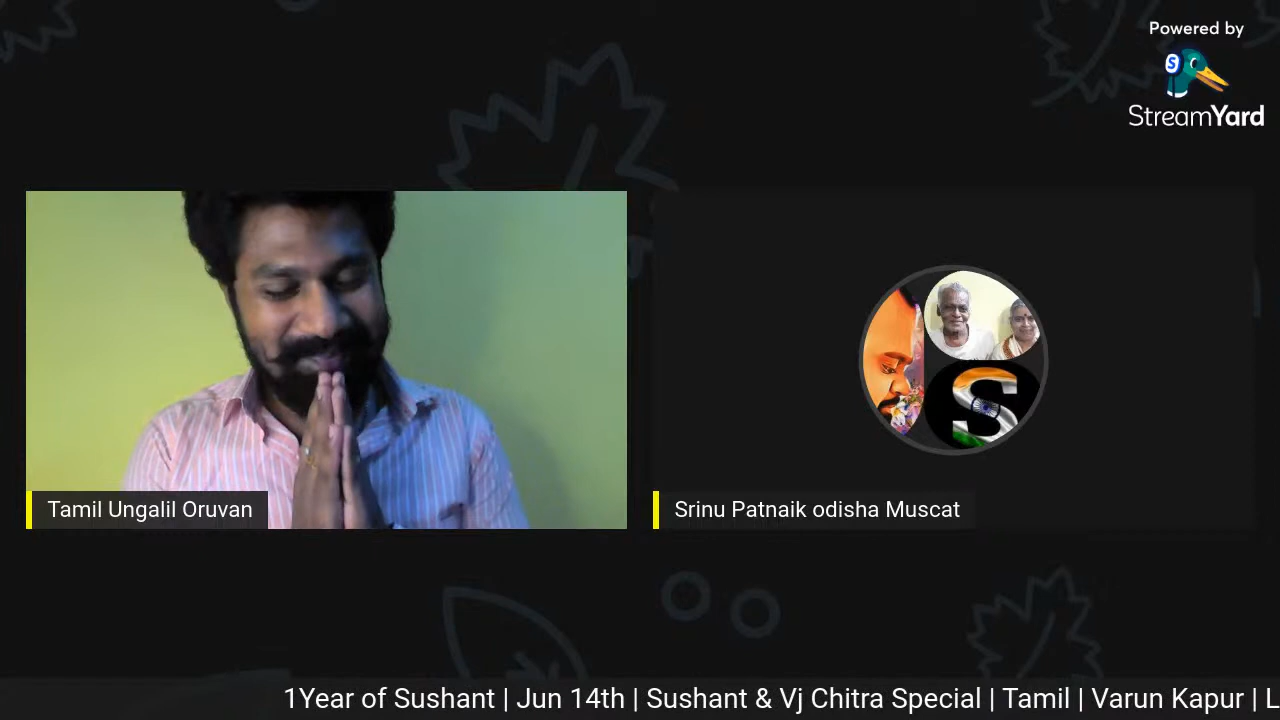 Powered by
S
StreamYard
S
Tamil Ungalil Oruvan
Srinu Patnaik odisha Muscat
1Year of Sushant | Jun 14th | Sushant & Vj Chitra Special | Tamil | Varun Kapur | L